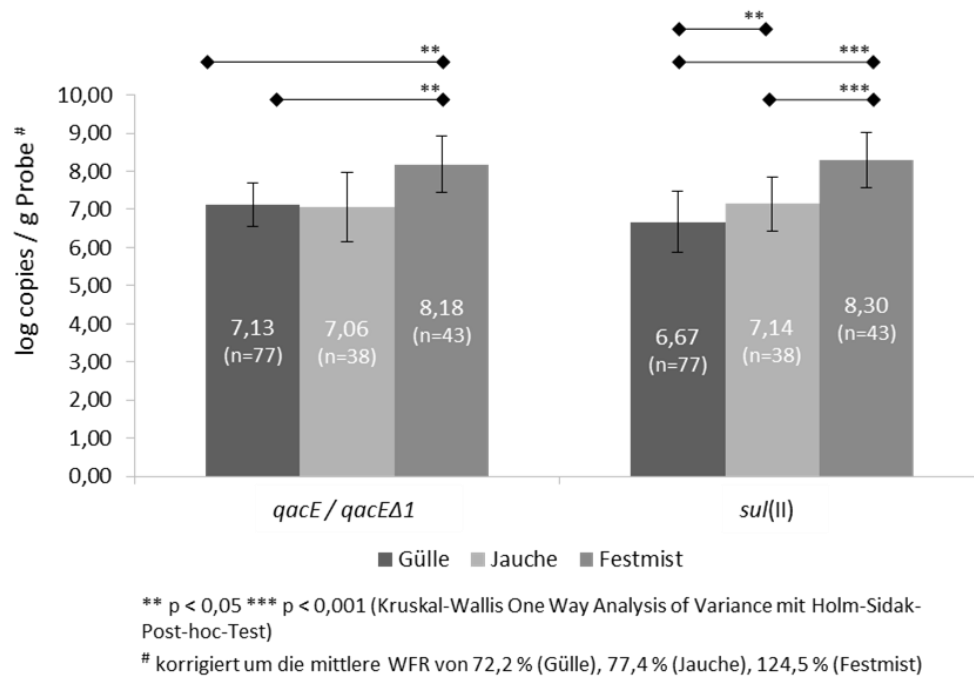 **
***
**
***
10,00
9,00
8,00
7,00
6,00
5,00
4,00
3,00
2,00
1,00
0,00
log copies / g Probe #
7,13
(n=77)
7,06
(n=38)
8,18
(n=43)
6,67
(n=77)
7,14
(n=38)
8,30
(n=43)
qacE / qacEΔ1
sul(II)
Gülle Jauche Festmist
** p < 0,05 *** p < 0,001 (Kruskal-Wallis One Way Analysis of Variance mit Holm-Sidak-
Post-hoc-Test)
# korrigiert um die mittlere WFR von 72,2 % (Gülle), 77,4 % (Jauche), 124,5 % (Festmist)